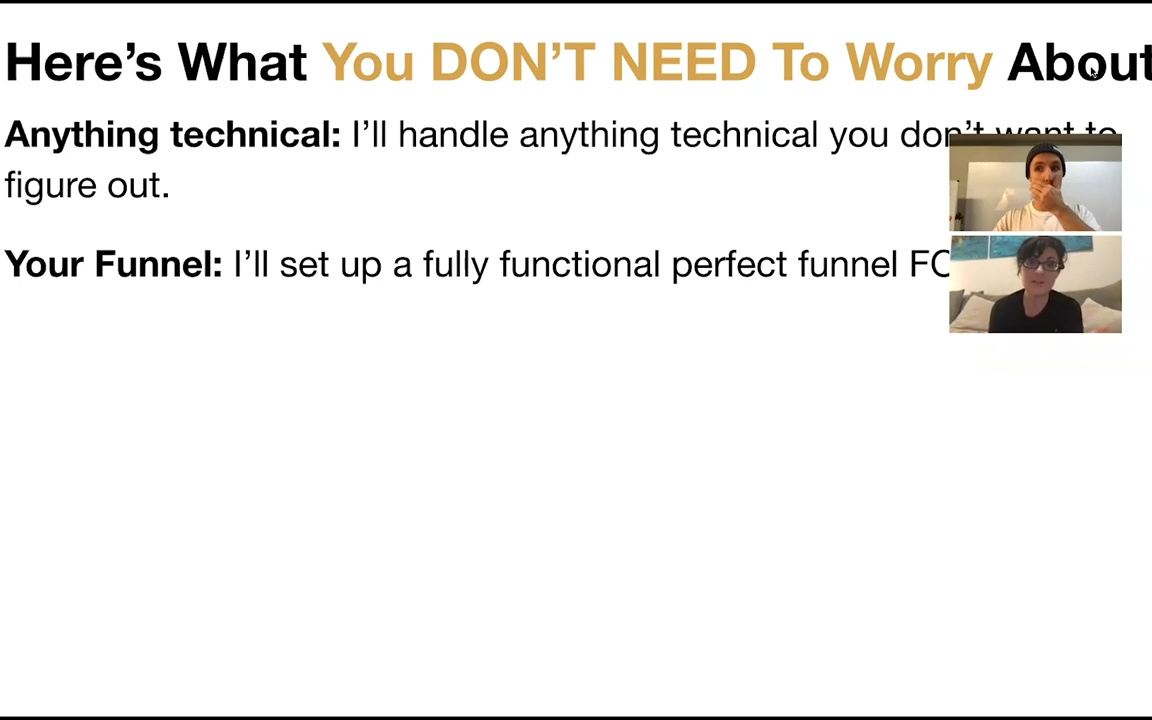 Here’s What You DON’T NEED To Worry About
Anything technical: I’ll handle anything technical you don’t want to
figure out.
Your Funnel: I’ll set up a fully functional perfect funnel